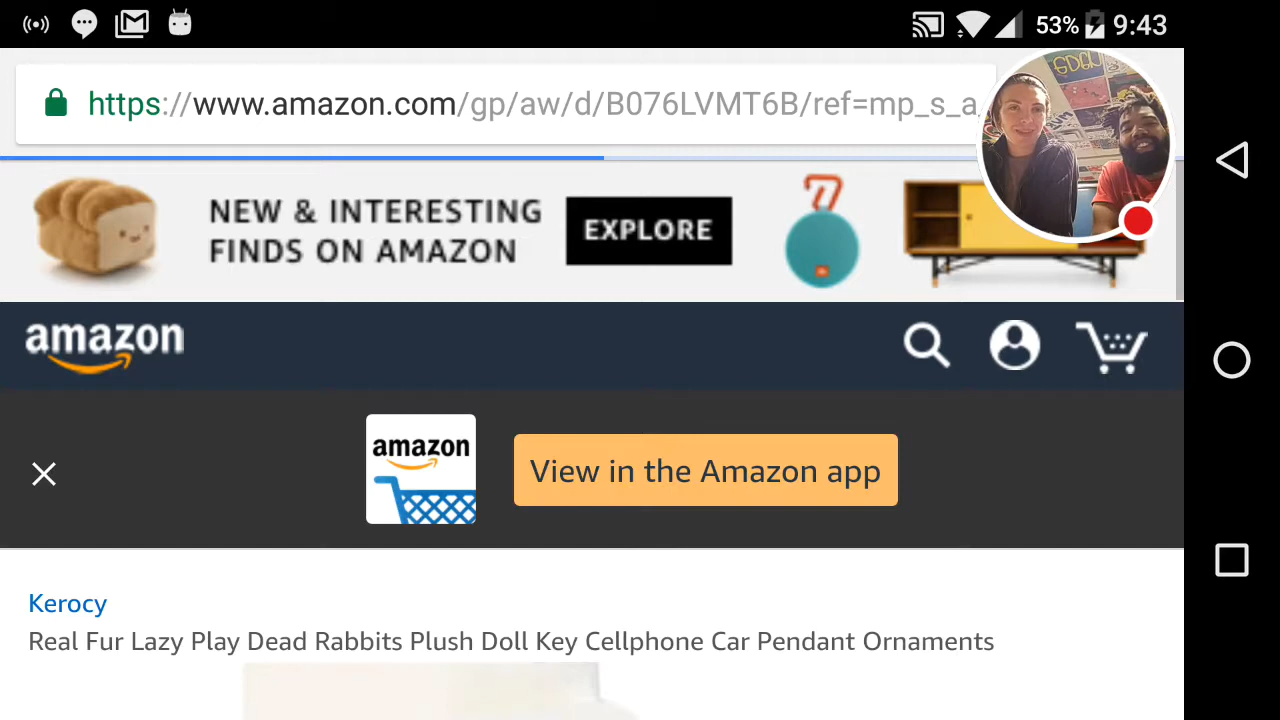 53% 9:43
https://www.amazon.com/gp/aw/d/B076LVMT6B/ref=mp_s_a_
NEW & INTERESTING
FINDS ON AMAZON
EXPLORE
amazon
amazon
View in the Amazon app
Kerocy
Real Fur Lazy Play Dead Rabbits Plush Doll Key Cellphone Car Pendant Ornaments